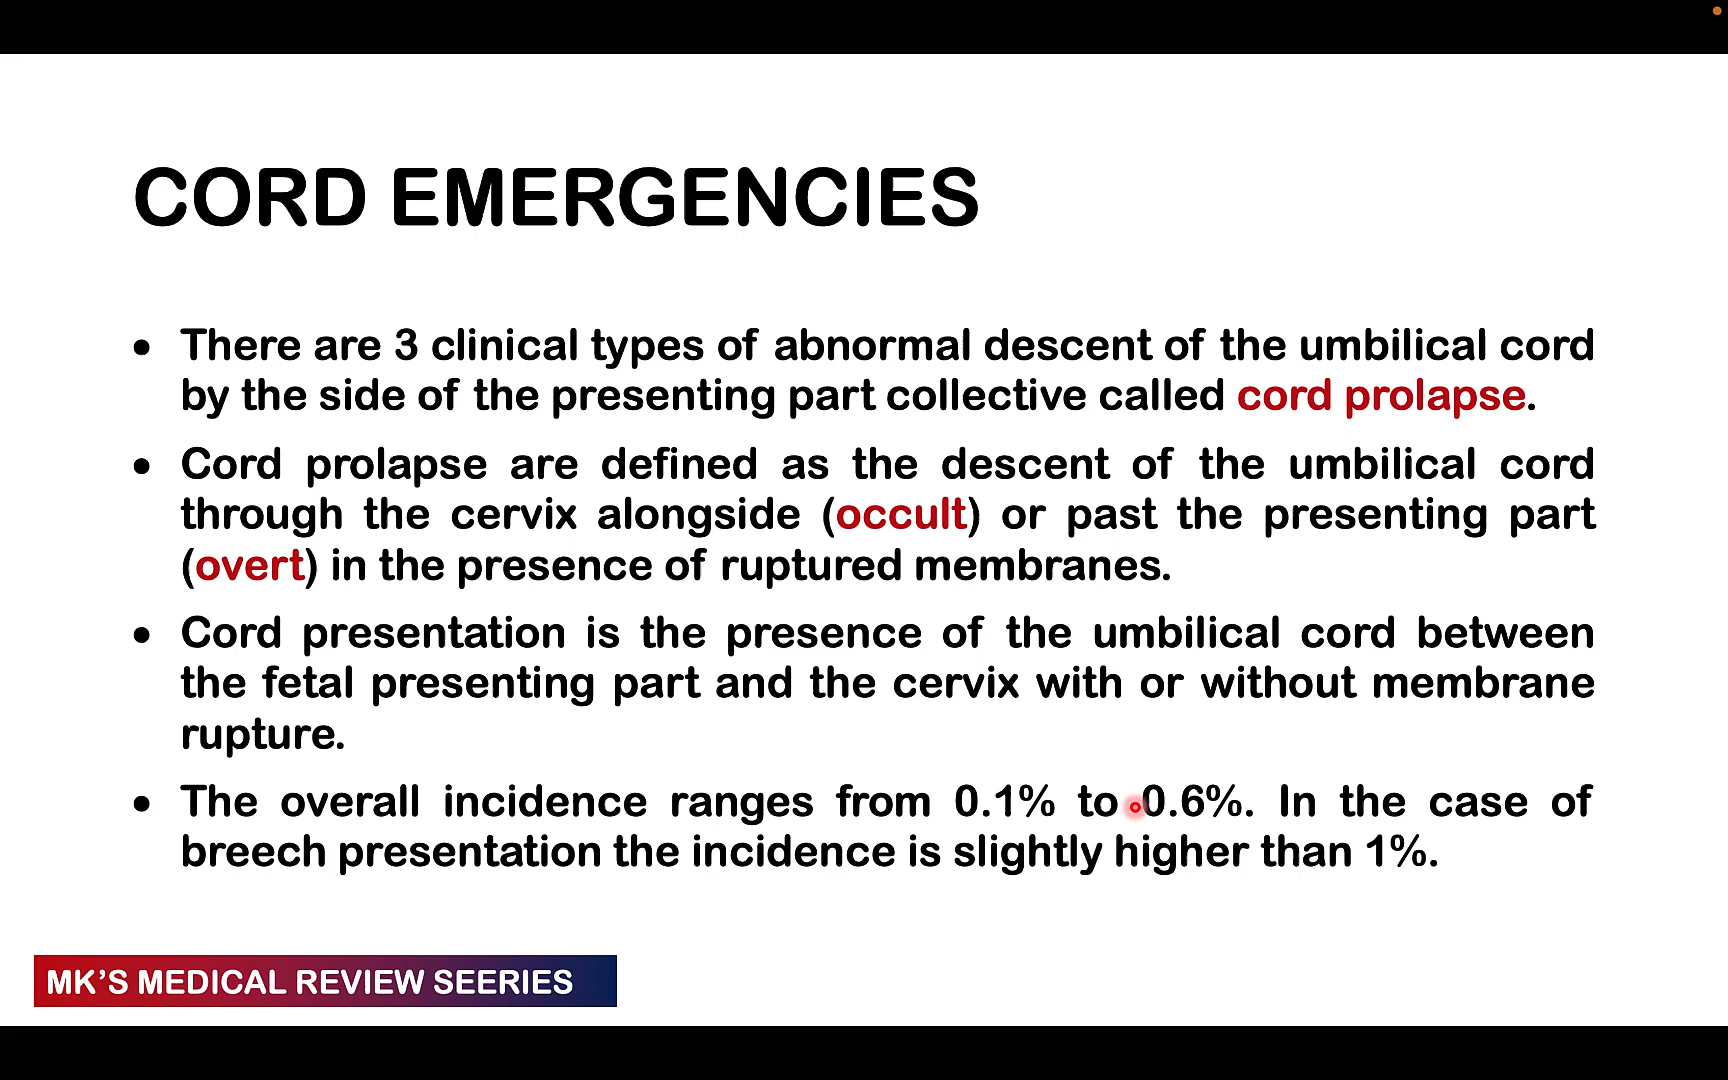 CORD EMERGENCIES
• There are 3 clinical types of abnormal descent of the umbilical cord
by the side of the presenting part collective called cord prolapse.
• Cord prolapse are defined as the descent of the umbilical cord
through the cervix alongside (occult) or past the presenting part
(overt) in the presence of ruptured membranes.
• Cord presentation is the presence of the umbilical cord between
the fetal presenting part and the cervix with or without membrane
rupture.
• The overall incidence ranges from 0.1% to 0.6%. In the case of
breech presentation the incidence is slightly higher than 1%.
MK’S MEDICAL REVIEW SEERIES